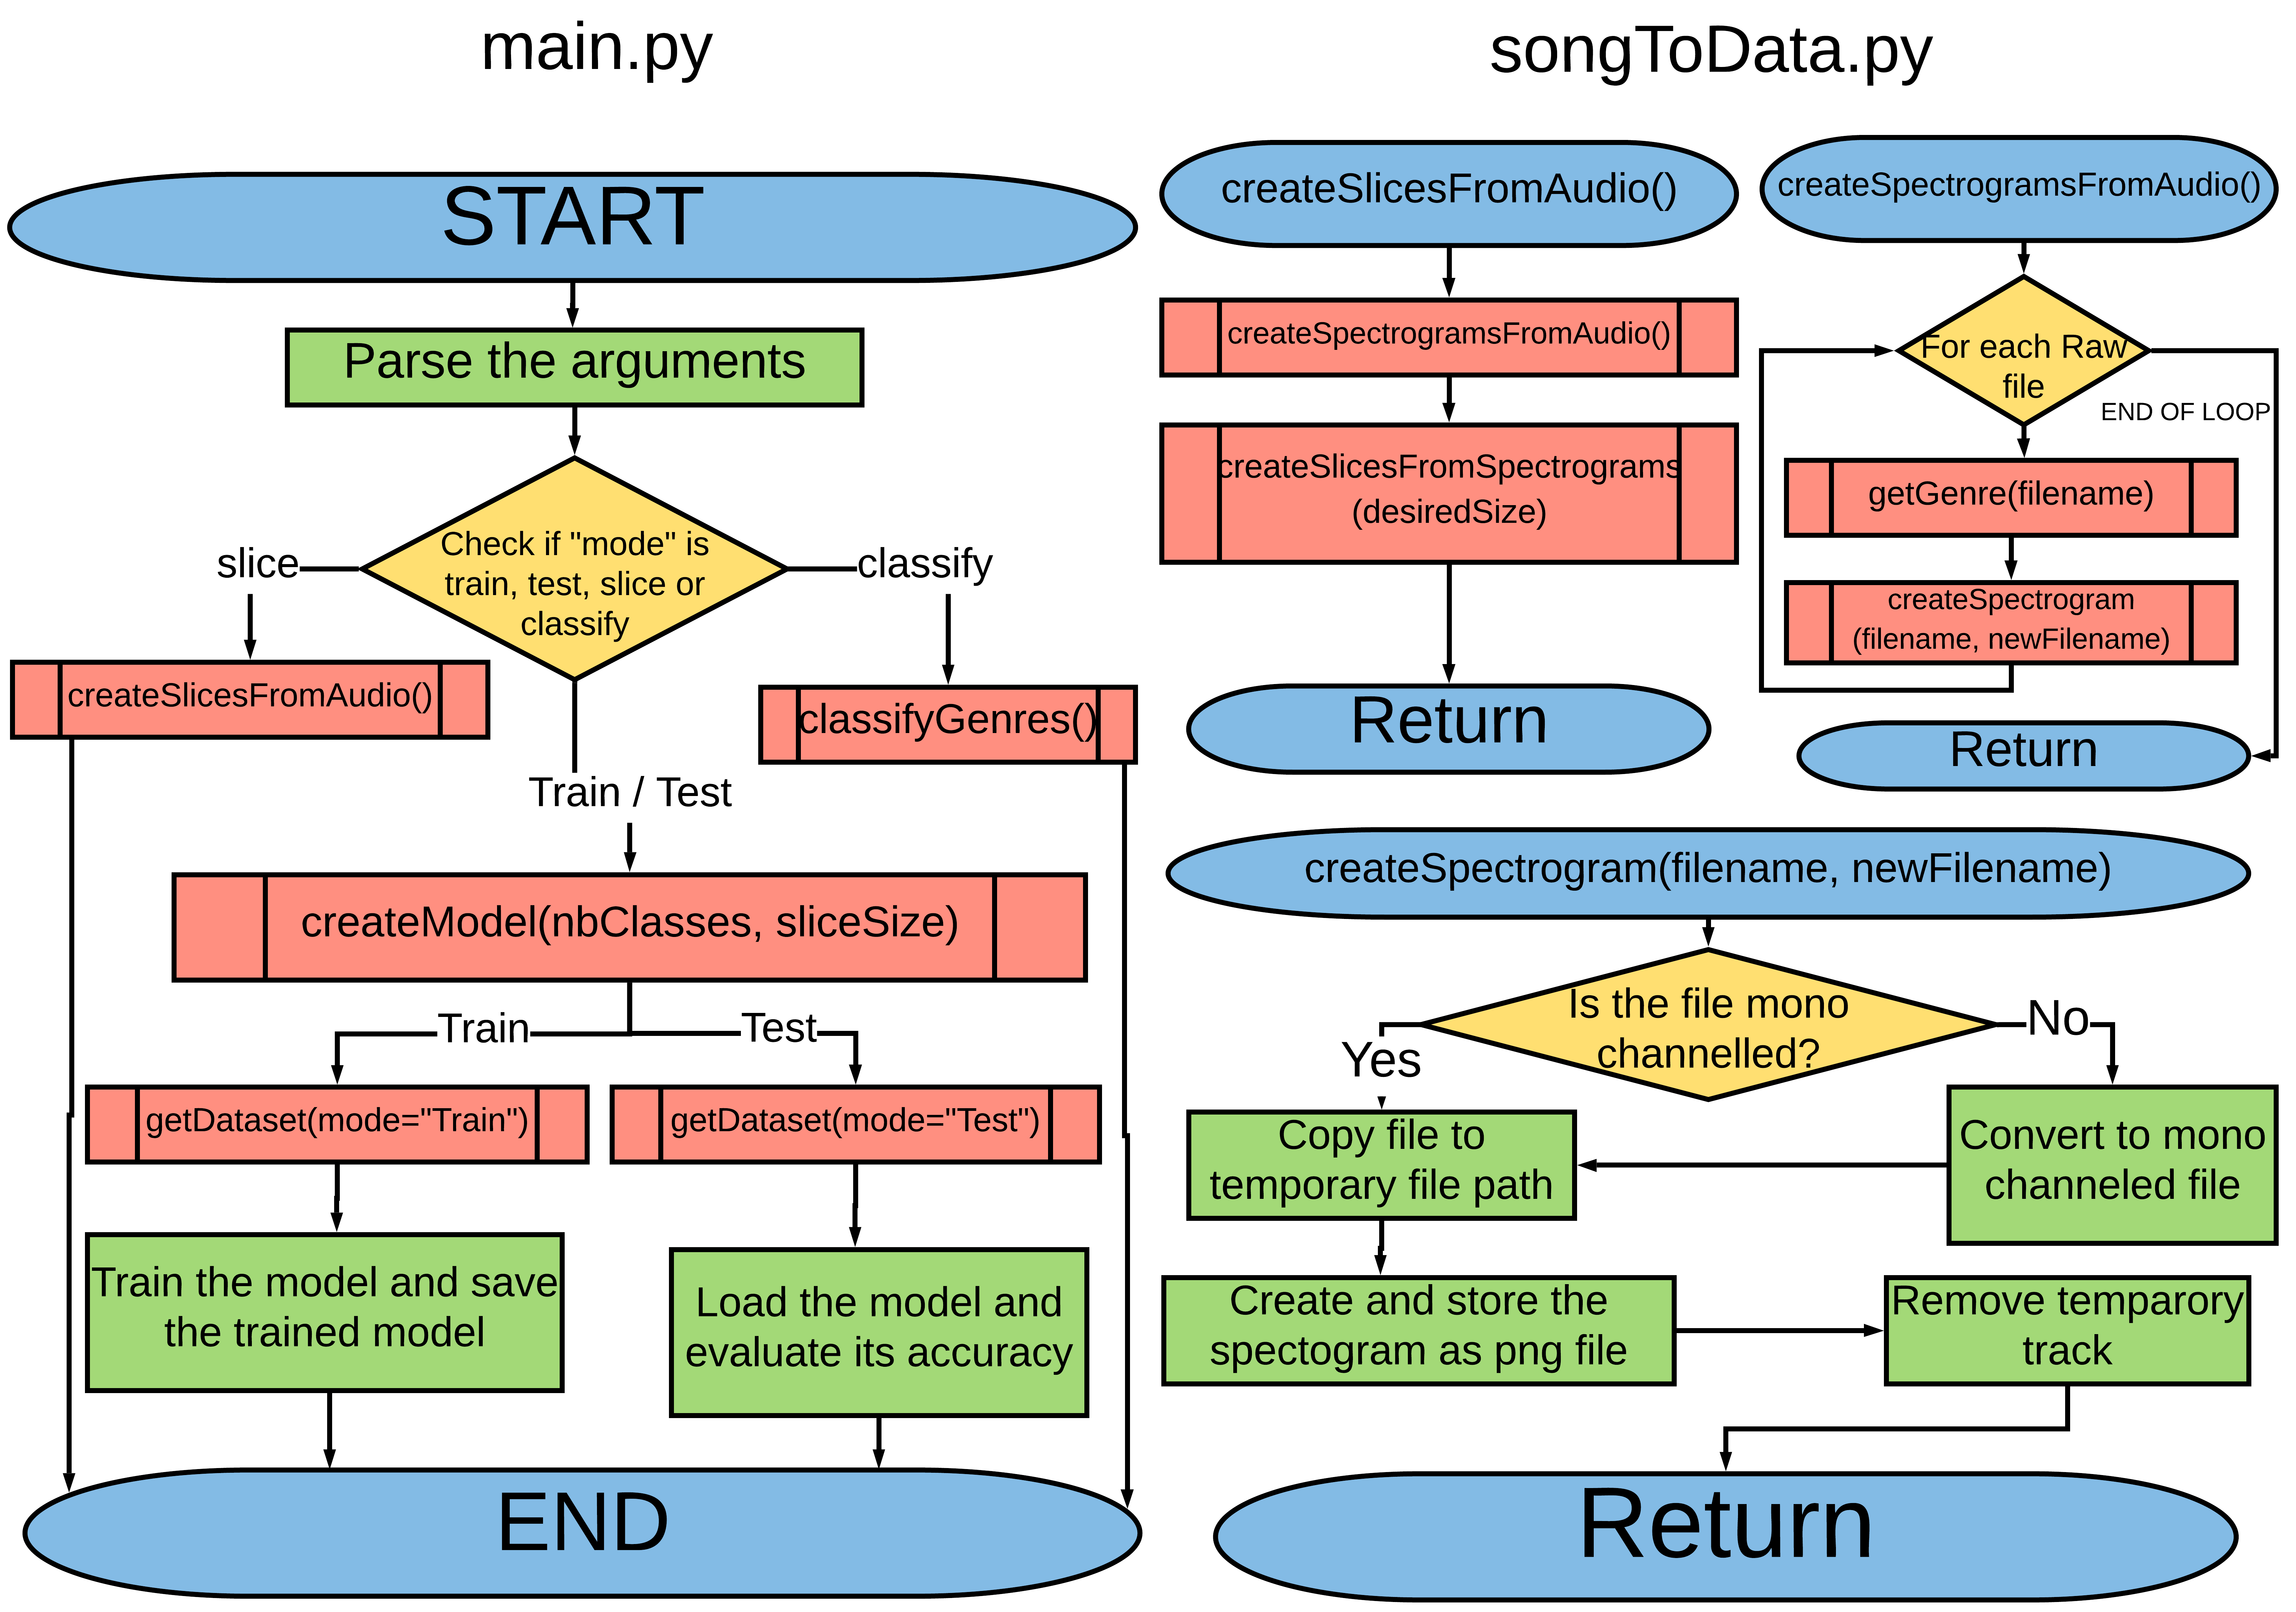 main.py
START
Parse the arguments
Check if "mode" is
train, test, slice or
classify
slice
classify
createSlicesFromAudio()
classifyGenres()
Train / Test
createModel(nbClasses, sliceSize)
Train
Test
getDataset(mode="Train")
getDataset(mode="Test")
Train the model and save
the trained model
Load the model and
evaluate its accuracy
END
songToData.py
createSlicesFromAudio()
createSpectrogramsFromAudio()
createSlicesFromSpectrograms
(desiredSize)
Return
createSpectrogramsFromAudio()
For each Raw
file
END OF LOOP
getGenre(filename)
createSpectrogram
(filename, newFilename)
Return
createSpectrogram(filename, newFilename)
Is the file mono
channelled?
Yes
No
Copy file to
temporary file path
Convert to mono
channeled file
Create and store the
spectogram as png file
Remove temparory
track
Return